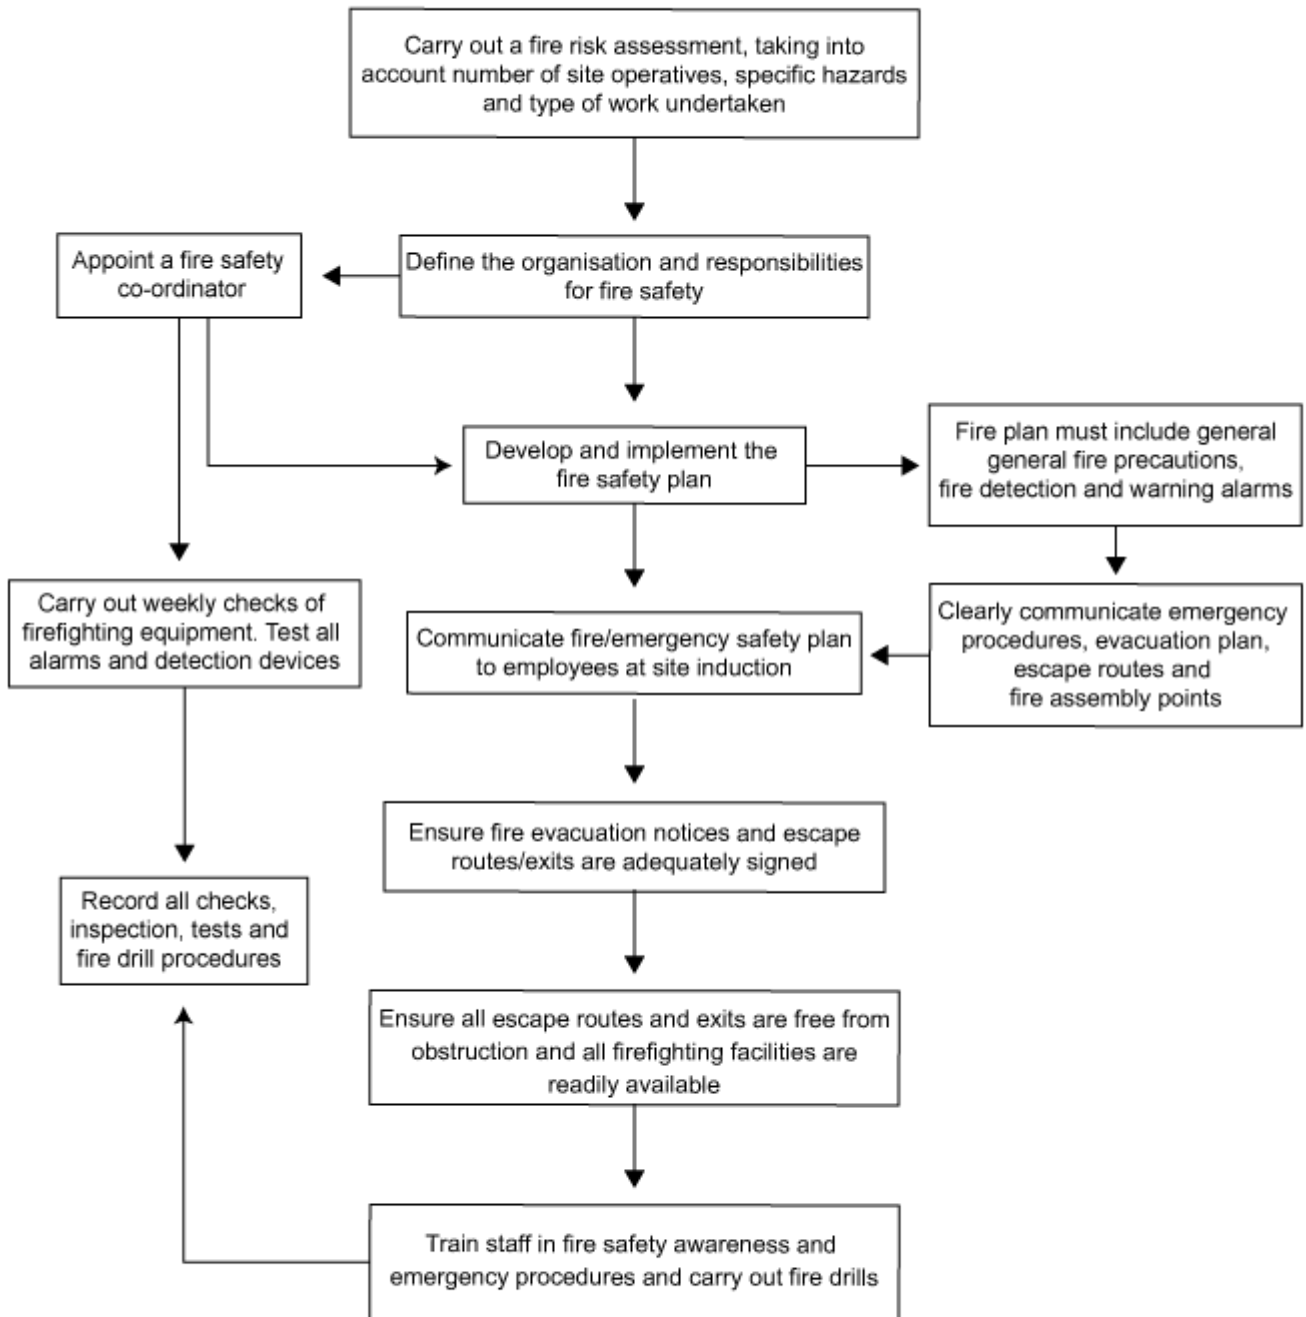 Carry out a fire risk assessment, taking into
account number of site operatives, specific hazards
and type of work undertaken
Appoint a fire safety
co-ordinator
Define the organisation and responsibilities
for fire safety
Develop and implement the
fire safety plan
Fire plan must include general
general fire precautions,
fire detection and warning alarms
Carry out weekly checks of
firefighting equipment. Test all
alarms and detection devices
Communicate fire/emergency safety plan
to employees at site induction
Clearly communicate emergency
procedures, evacuation plan,
escape routes and
fire assembly points
Ensure fire evacuation notices and escape
routes/exits are adequately signed
Record all checks,
inspection, tests and
fire drill procedures
Ensure all escape routes and exits are free from
obstruction and all firefighting facilities are
readily available
Train staff in fire safety awareness and
emergency procedures and carry out fire drills